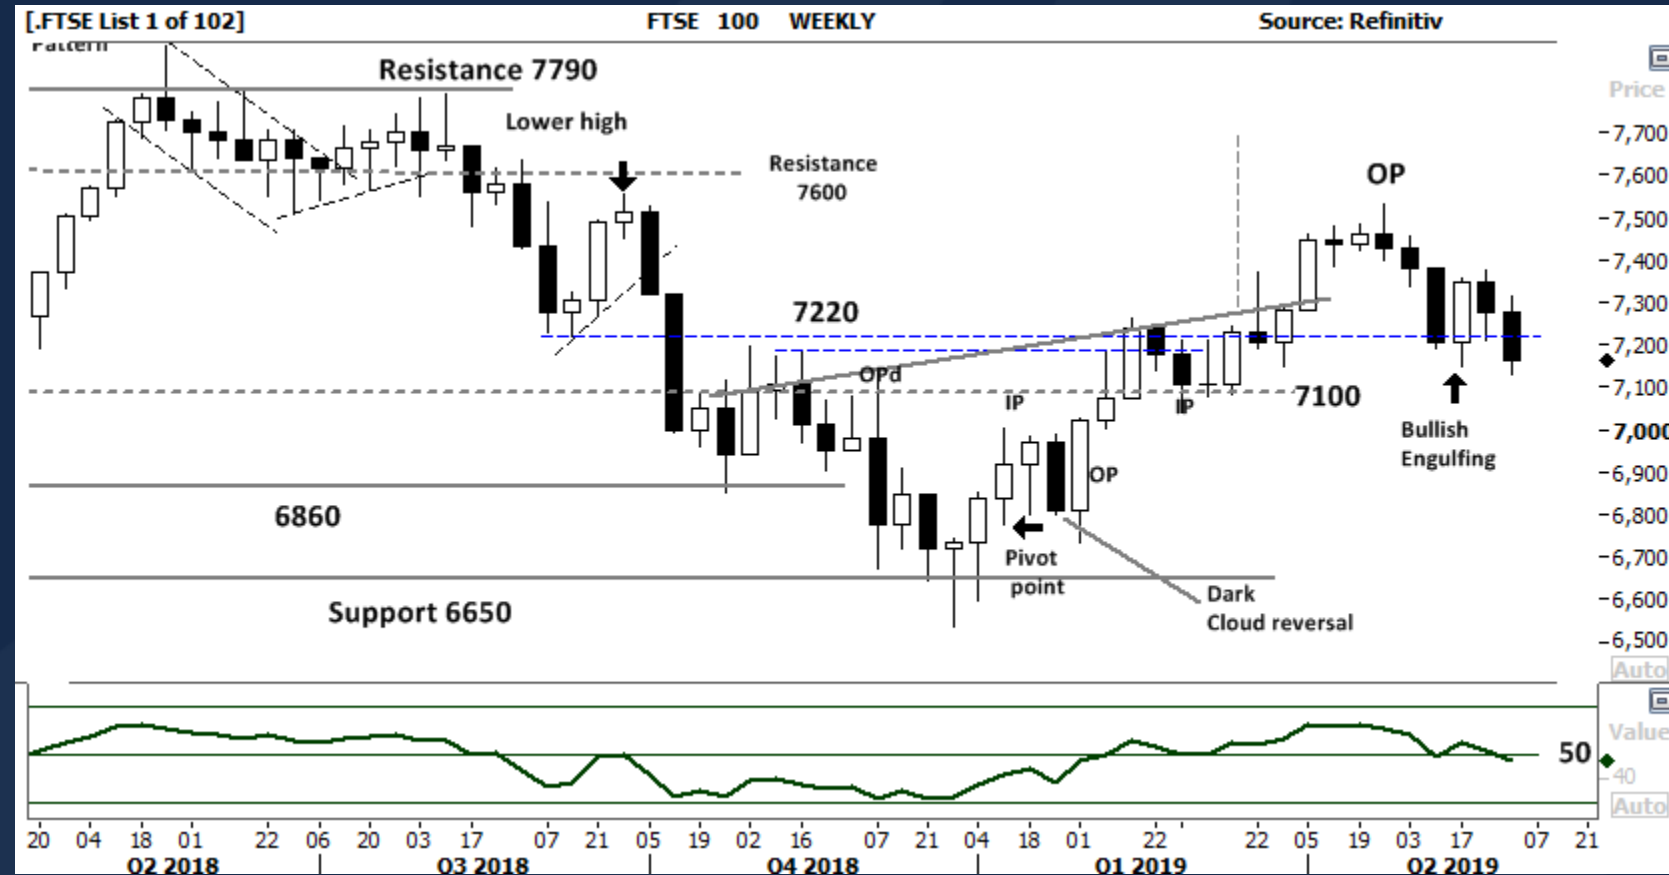 [.FTSE List 1 of 102] FTSE 100 WEEKLY Source: Refinitiv
Pattern
Resistance 7790
Price
Lower high
7,700
Resistance
7600
OP
7,600
7,500
7,400
7220
7,300
7,200
OPd
7,100
IP
IP
7100
7,000
Bullish
Engulfing
OP
6,900
6860
6,800
Pivot
point
6,700
Dark
Cloud reversal
6,600
Support 6650
6,500
Auto
Value
50
40
Auto
20 04 18 01 22 06 20 03 17 07 21 05 19 02 16 07 21 04 18 01 22 22 05 19 03 17 07 21
Q2 2018 Q3 2018 Q4 2018 Q1 2019 Q2 2019